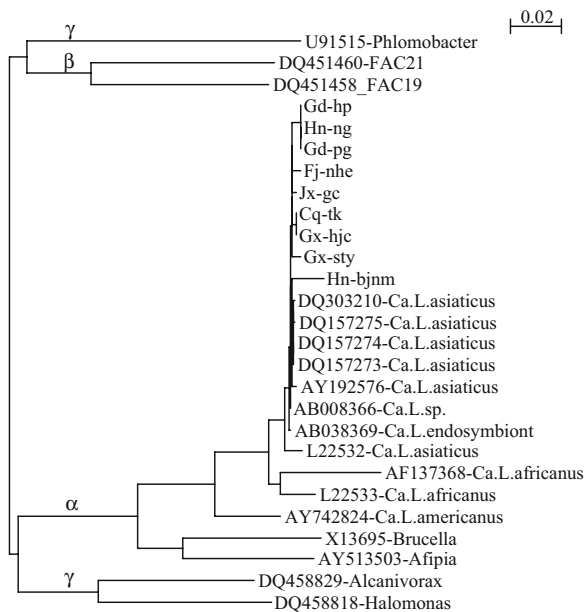 0.02
γ
U91515-Phlomobacter
β
DQ451460-FAC21
DQ451458_FAC19
Gd-hp
Hn-ng
Gd-pg
Fj-nhe
Jx-gc
Cq-tk
Gx-hjc
Gx-sty
Hn-bjnm
DQ303210-Ca.L.asiaticus
DQ157275-Ca.L.asiaticus
DQ157274-Ca.L.asiaticus
DQ157273-Ca.L.asiaticus
AY192576-Ca.L.asiaticus
AB008366-Ca.L.sp.
AB038369-Ca.L.endosymbiont
L22532-Ca.L.asiaticus
AF137368-Ca.L.africanus
L22533-Ca.L.africanus
α
AY742824-Ca.L.americanus
X13695-Brucella
AY513503-Afipia
γ
DQ458829-Alcanivorax
DQ458818-Halomonas